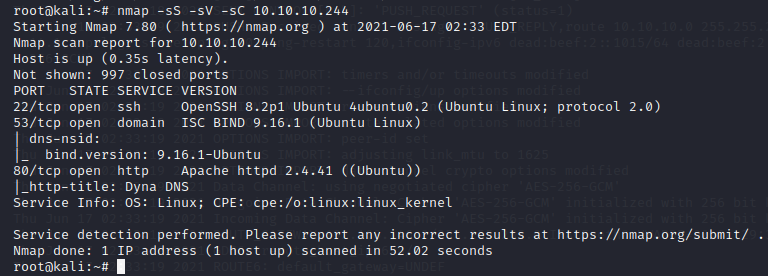 root@kali:~# nmap -sS -sV -sC 10.10.10.244
Starting Nmap 7.80 ( https://nmap.org ) at 2021-06-17 02:33 EDT
Nmap scan report for 10.10.10.244
Host is up (0.35s latency).
Not shown: 997 closed ports
PORT   STATE SERVICE VERSION
22/tcp open  ssh     OpenSSH 8.2p1 Ubuntu 4ubuntu0.2 (Ubuntu Linux; protocol 2.0)
53/tcp open  domain  ISC BIND 9.16.1 (Ubuntu Linux)
| dns-nsid:
|_  bind.version: 9.16.1-Ubuntu
80/tcp open  http    Apache httpd 2.4.41 ((Ubuntu))
|_http-title: Dyna DNS
Service Info: OS: Linux; CPE: cpe:/o:linux:linux_kernel

Service detection performed. Please report any incorrect results at https://nmap.org/submit/ .
Nmap done: 1 IP address (1 host up) scanned in 52.02 seconds
root@kali:~#